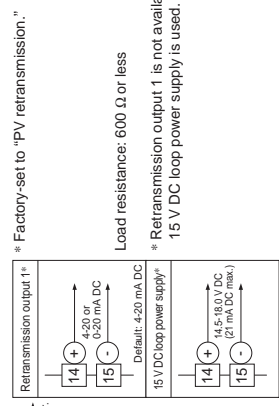 * Factory-set to “PV retransmission.”
Retransmission output 1*
14 +
4-20 or
0-20 mA DC
15 -
Default: 4-20 mA DC
Load resistance: 600 Ω or less
15 V DC loop power supply*
14 +
14.5-18.0 V DC
(21 mA DC max.)
15 -
* Retransmission output 1 is not
15 V DC loop power supply is used.